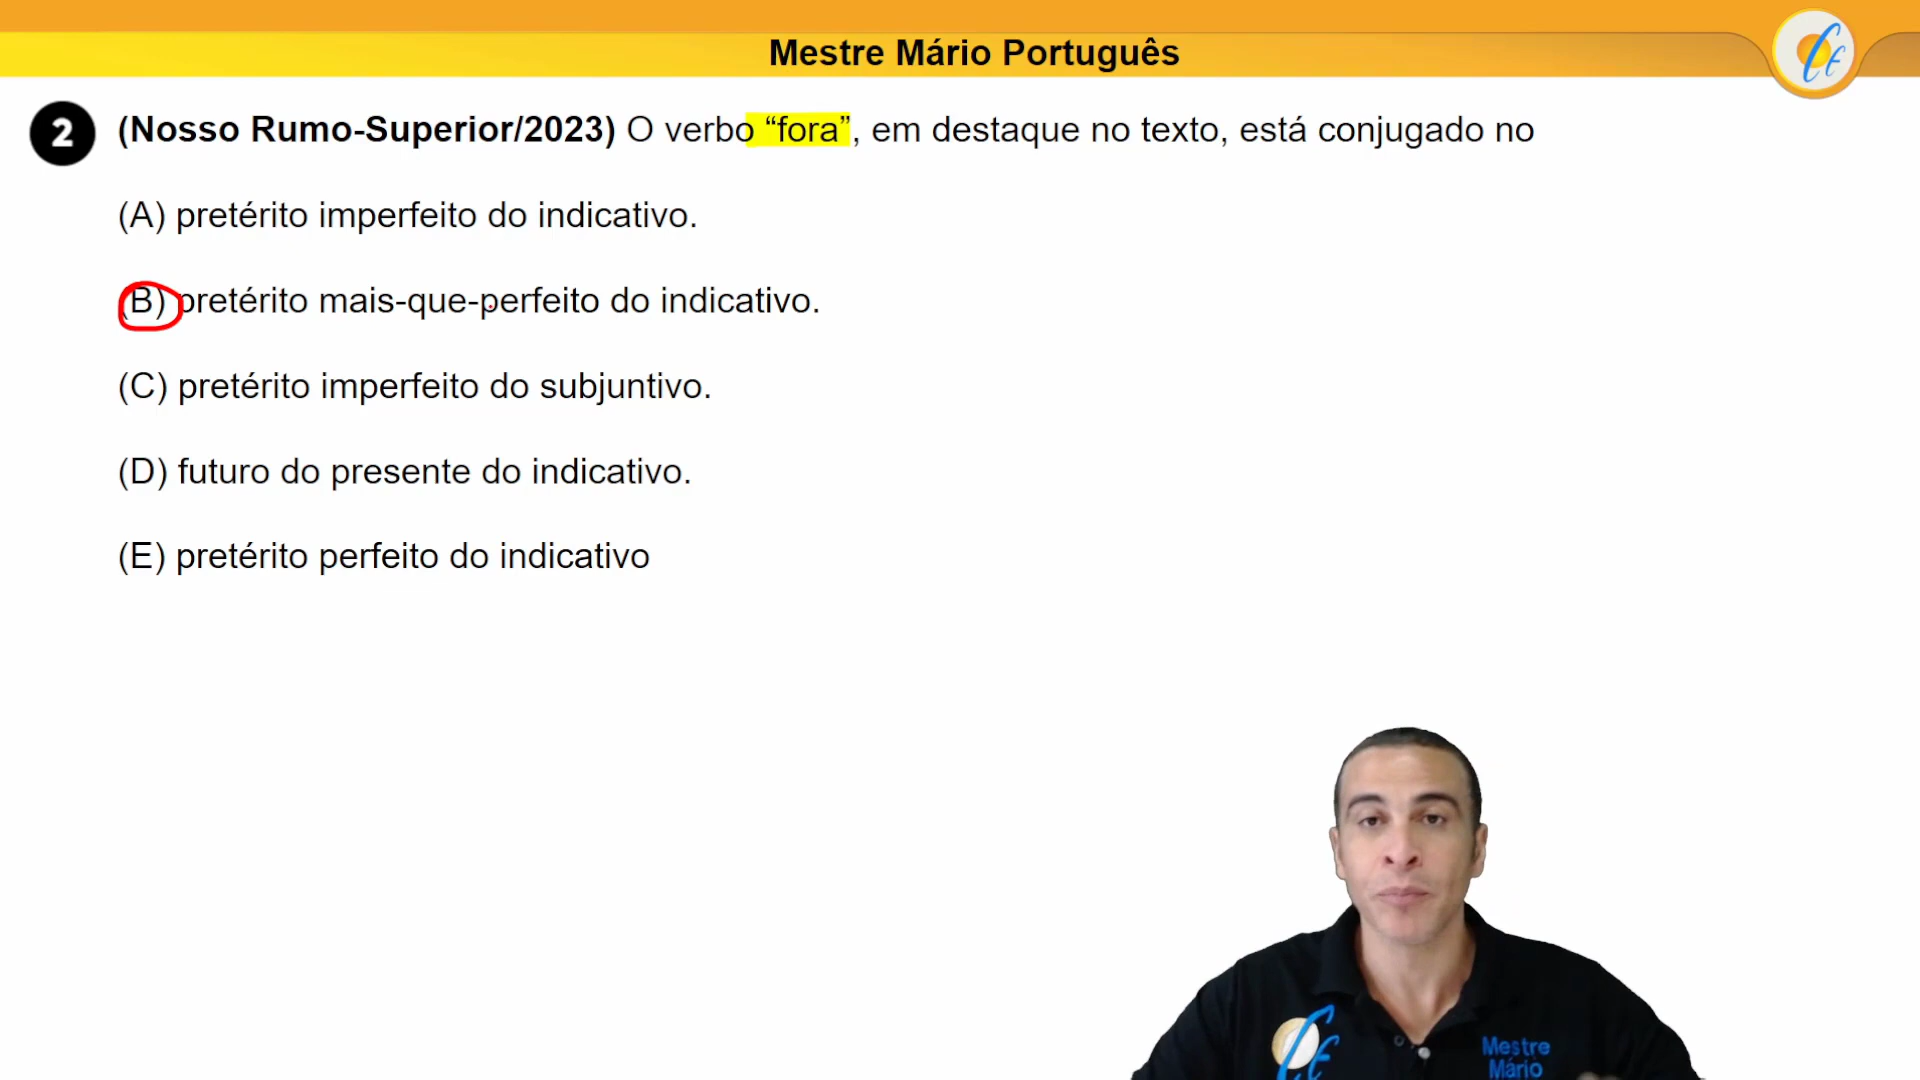 Mestre Mário Português
2 (Nosso Rumo-Superior/2023) O verbo “fora”, em destaque no texto, está conjugado no
(A) pretérito imperfeito do indicativo.
(B) pretérito mais-que-perfeito do indicativo.
(C) pretérito imperfeito do subjuntivo.
(D) futuro do presente do indicativo.
(E) pretérito perfeito do indicativo
Mestre
Mário